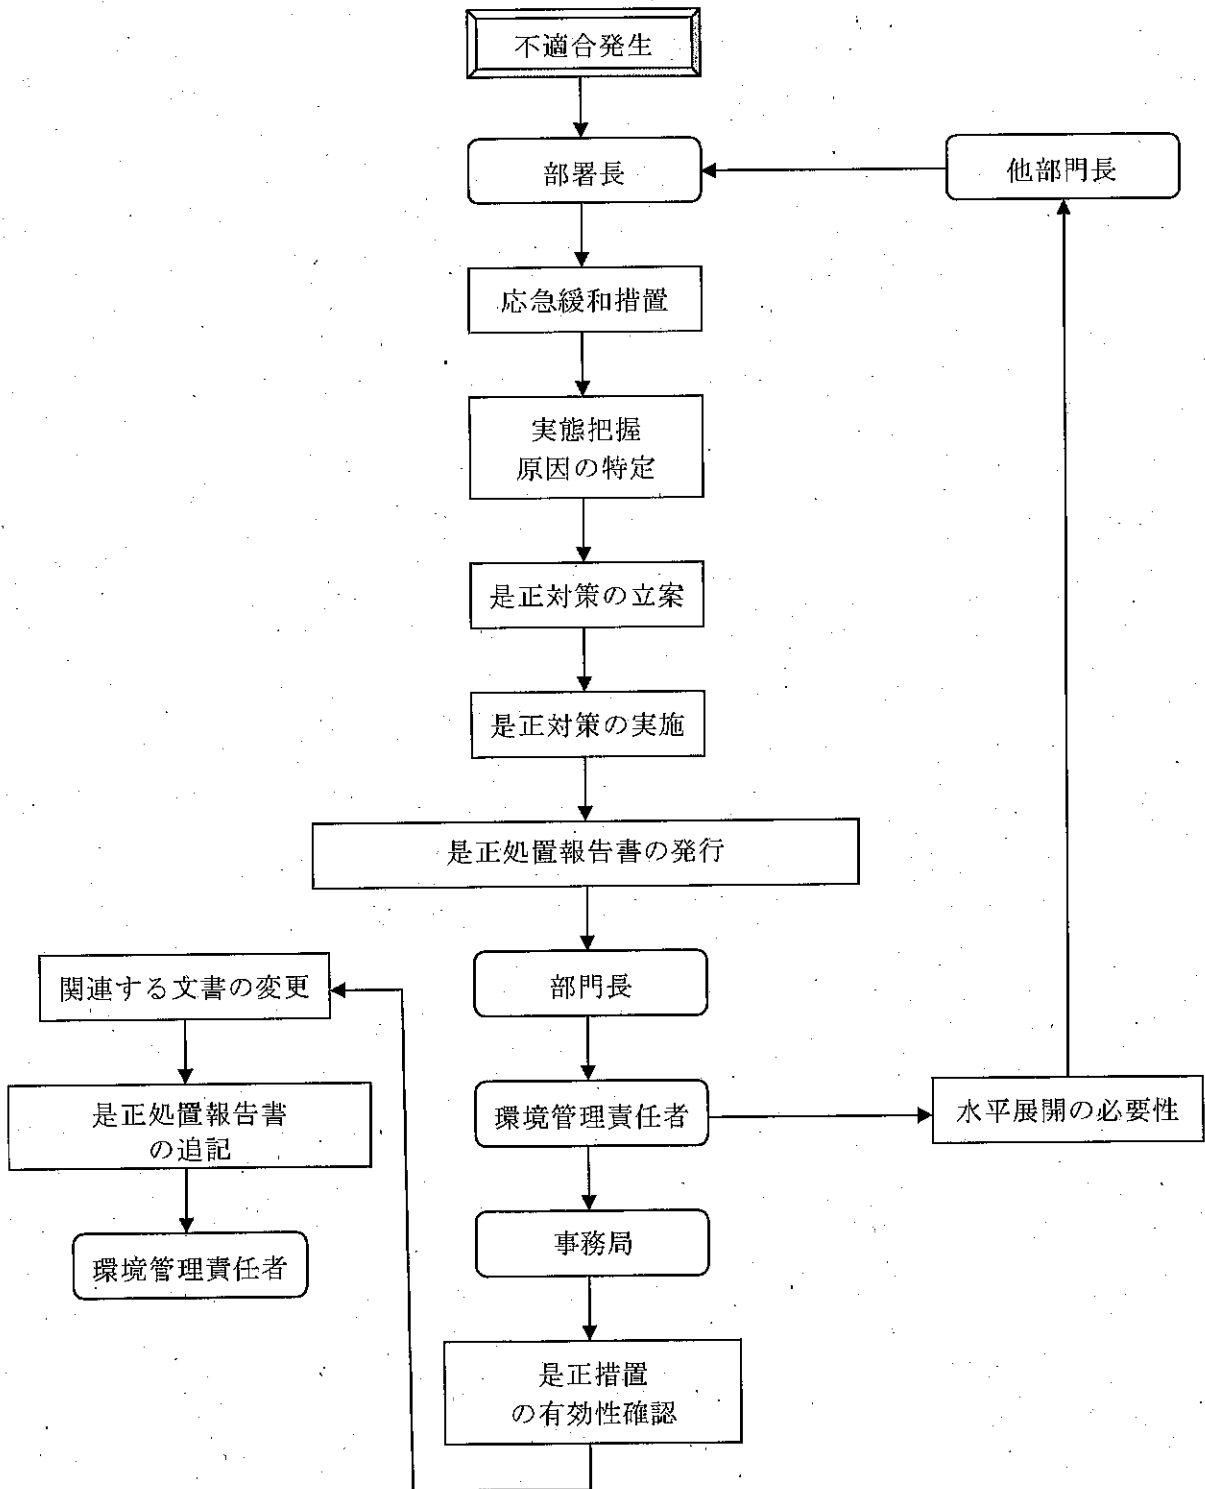 不適合発生
部署長
他部門長
応急緩和措置
実態把握
原因の特定
是正対策の立案
是正対策の実施
是正処置報告書の発行
部門長
関連する文書の変更
環境管理責任者
水平展開の必要性
是正処置報告書
の追記
事務局
環境管理責任者
是正措置
の有効性確認